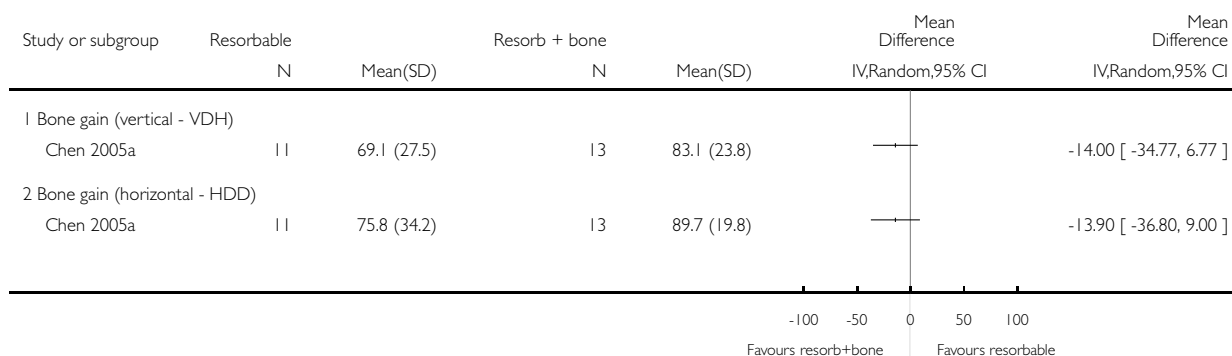 Study or subgroup Resorbable Resorb + bone Mean Difference Mean Difference
N Mean(SD) N Mean(SD) IV,Random,95% CI IV,Random,95% CI
1 Bone gain (vertical - VDH)
Chen 2005a 11 69.1 (27.5) 13 83.1 (23.8) -14.00 [ -34.77, 6.77 ]
2 Bone gain (horizontal - HDD)
Chen 2005a 11 75.8 (34.2) 13 89.7 (19.8) -13.90 [ -36.80, 9.00 ]
-100 -50 0 50 100
Favours resorb+bone Favours resorbable